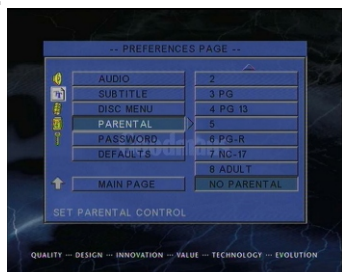 -- PREFERENCES PAGE --
AUDIO
SUBTITLE
DISC MENU
PARENTAL
PASSWORD
DEFAULTS
MAIN PAGE
2
3 PG
4 PG 13
5
6 PG-R
7 NC-17
8 ADULT
NO PARENTAL
SET PARENTAL CONTROL
QUALITY ··· DESIGN ··· INNOVATION ··· VALUE ··· TECHNOLOGY ··· EVOLUTION